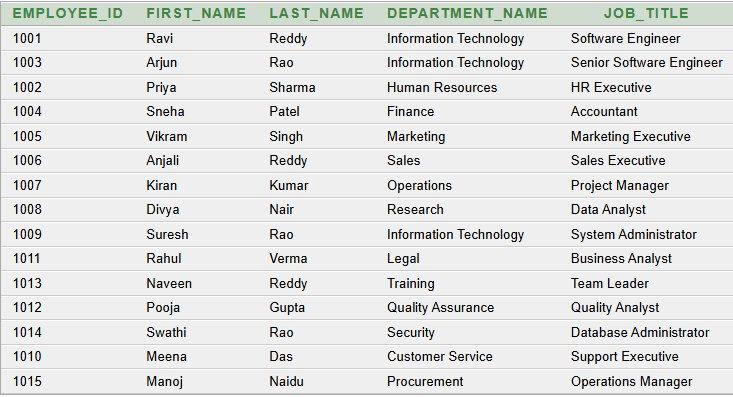 EMPLOYEE_ID FIRST_NAME LAST_NAME DEPARTMENT_NAME JOB_TITLE
1001 Ravi Reddy Information Technology Software Engineer
1003 Arjun Rao Information Technology Senior Software Engineer
1002 Priya Sharma Human Resources HR Executive
1004 Sneha Patel Finance Accountant
1005 Vikram Singh Marketing Marketing Executive
1006 Anjali Reddy Sales Sales Executive
1007 Kiran Kumar Operations Project Manager
1008 Divya Nair Research Data Analyst
1009 Suresh Rao Information Technology System Administrator
1011 Rahul Verma Legal Business Analyst
1013 Naveen Reddy Training Team Leader
1012 Pooja Gupta Quality Assurance Quality Analyst
1014 Swathi Rao Security Database Administrator
1010 Meena Das Customer Service Support Executive
1015 Manoj Naidu Procurement Operations Manager